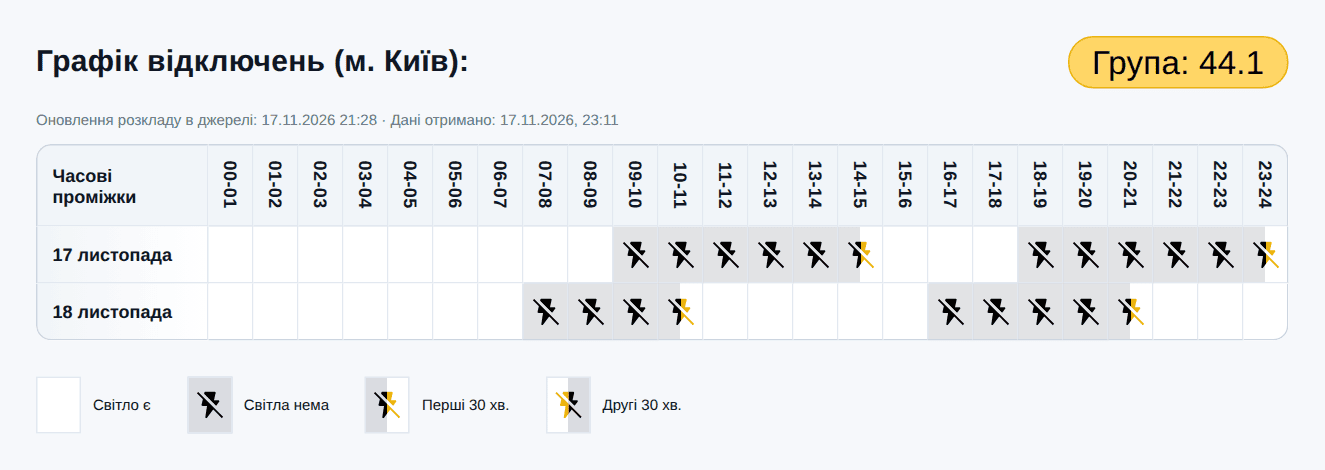 Графік відключень (м. Київ):
Група: 44.1
Оновлення розкладу в джерелі: 17.11.2026 21:28 · Дані отримано: 17.11.2026, 23:11
Часові
проміжки
00-01
01-02
02-03
03-04
04-05
05-06
06-07
07-08
08-09
09-10
10-11
11-12
12-13
13-14
14-15
15-16
16-17
17-18
18-19
19-20
20-21
21-22
22-23
23-24
17 листопада
18 листопада
Світло є
Світла нема
Перші 30 хв.
Другі 30 хв.